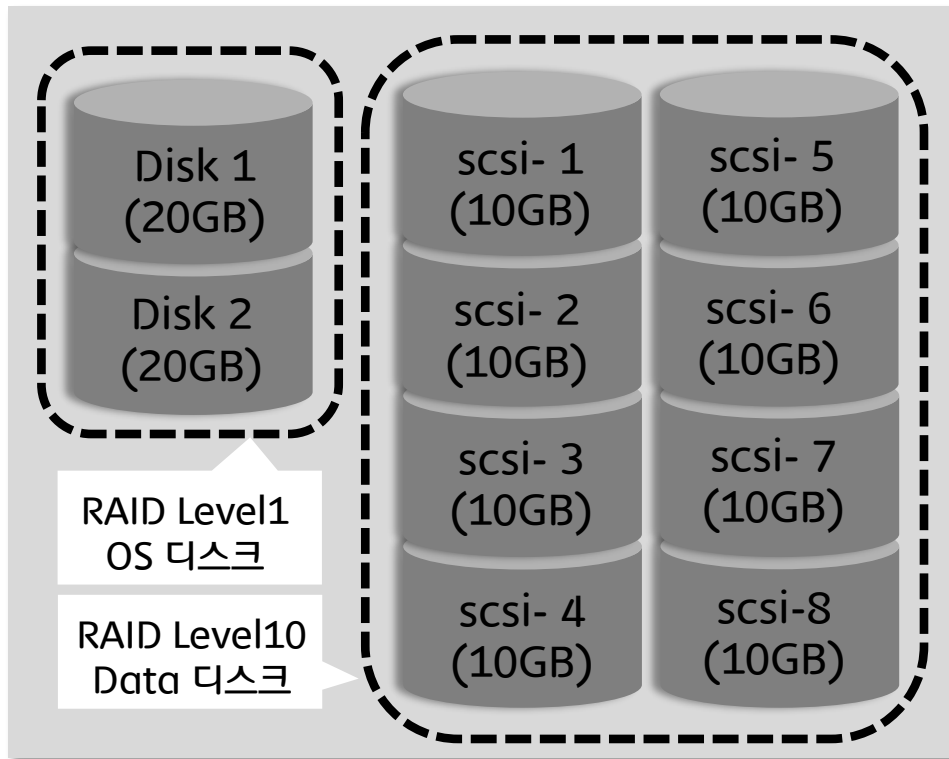 Disk 1
(20GB)
Disk 2
(20GB)
RAID Level1
OS 디스크
RAID Level10
Data 디스크
scsi- 1
(10GB)
scsi- 2
(10GB)
scsi- 3
(10GB)
scsi- 4
(10GB)
scsi- 5
(10GB)
scsi- 6
(10GB)
scsi- 7
(10GB)
scsi-8
(10GB)